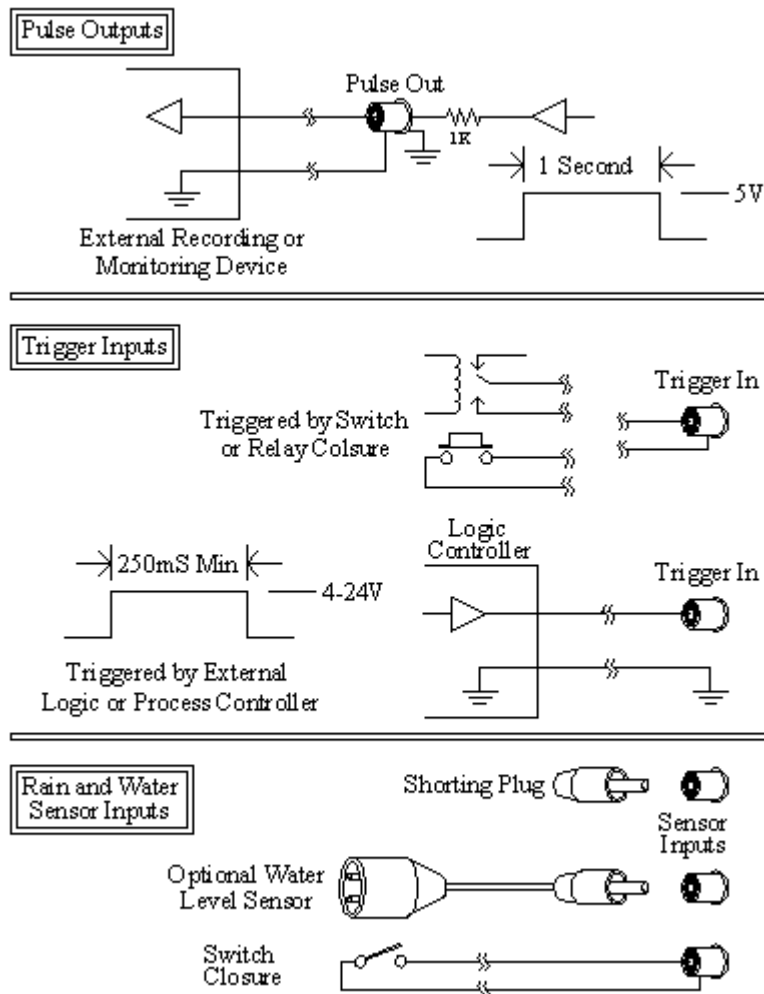 Pulse Outputs
Pulse Out
1K
1 Second
5V
External Recording or
Monitoring Device
Trigger Inputs
Triggered by Switch
or Relay Colsure
Trigger In
250mS Min
4-24V
Triggered by External
Logic or Process Controller
Logic
Controller
Trigger In
Rain and Water
Sensor Inputs
Shorting Plug
Sensor
Inputs
Optional Water
Level Sensor
Switch
Closure